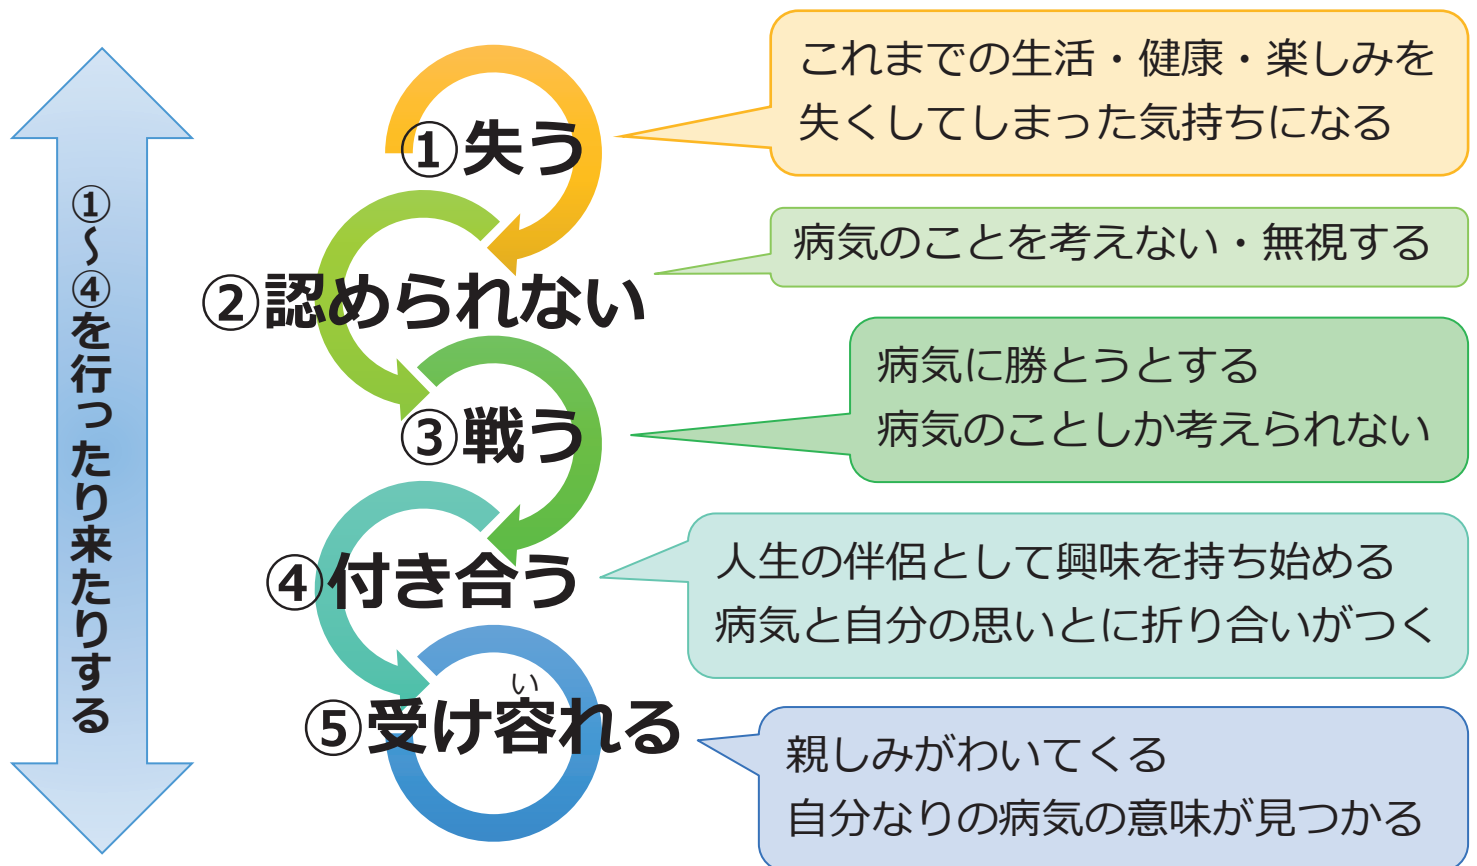 ①~④を行ったり来たりする
①失う
これまでの生活・健康・楽しみを
失くしてしまった気持ちになる
②認められない
病気のことを考えない・無視する
③戦う
病気に勝とうとする
病気のことしか考えられない
④付き合う
人生の伴侶として興味を持ち始める
病気と自分の思いとに折り合いがつく
い
⑤受け容れる
親しみがわいてくる
自分なりの病気の意味が見つかる